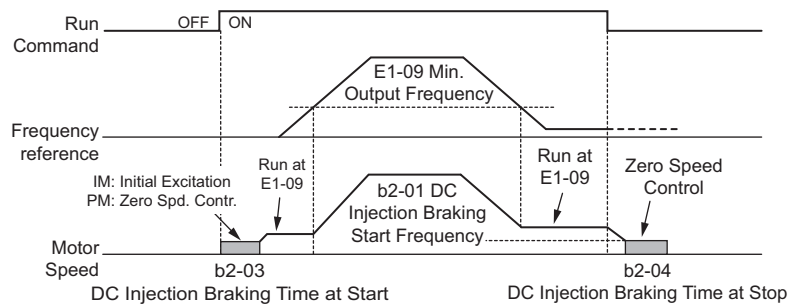 Run
Command
OFF
ON
E1-09 Min.
Output Frequency
Frequency
reference
IM: Initial Excitation
PM: Zero Spd. Contr.
Run at
E1-09
b2-01 DC
Injection Braking
Start Frequency
Run at
E1-09
Zero Speed
Control
Motor
Speed
b2-03
DC Injection Braking Time at Start
b2-04
DC Injection Braking Time at Stop